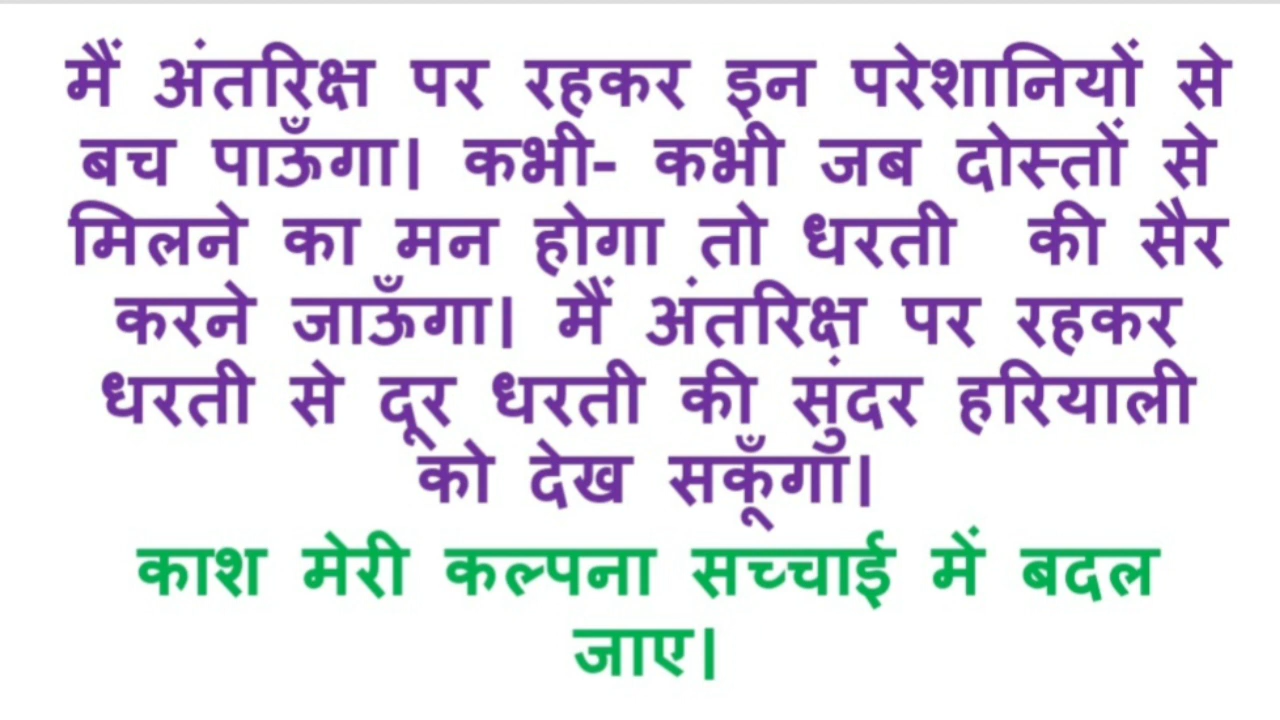 मैं अंतरिक्ष पर रहकर इन परेशानियों से
बच पाऊँगा। कभी- कभी जब दोस्तों से
मिलने का मन होगा तो धरती की सैर
करने जाऊँगा। मैं अंतरिक्ष पर रहकर
धरती से दूर धरती की सुंदर हरियाली
को देख सकूँगा।
काश मेरी कल्पना सच्चाई में बदल
जाए।